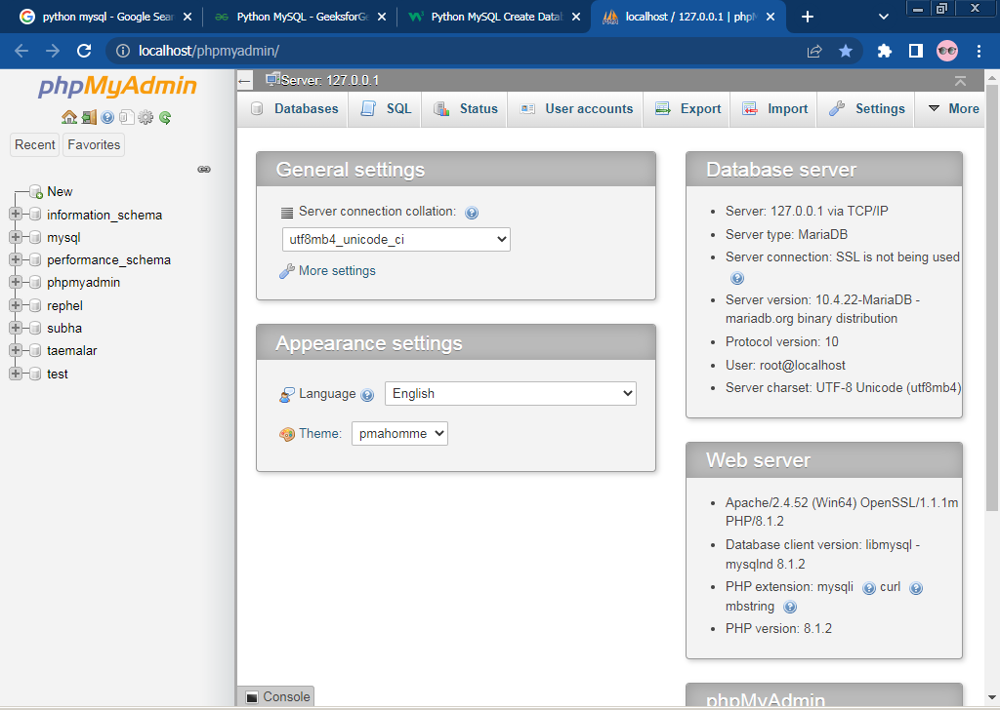 python mysql - Google Sear
Python MySQL - GeeksforGe
Python MySQL Create Datab
localhost / 127.0.0.1 | phpM
localhost/phpmyadmin/
phpMyAdmin
Recent
Favorites
New
information_schema
mysql
performance_schema
phpmyadmin
rephel
subha
taemalar
test
Server: 127.0.0.1
Databases
SQL
Status
User accounts
Export
Import
Settings
More
General settings
Server connection collation:
utf8mb4_unicode_ci
More settings
Appearance settings
Language
English
Theme:
pmahomme
Database server
Server: 127.0.0.1 via TCP/IP
Server type: MariaDB
Server connection: SSL is not being used
Server version: 10.4.22-MariaDB -
mariadb.org binary distribution
Protocol version: 10
User: root@localhost
Server charset: UTF-8 Unicode (utf8mb4)
Web server
Apache/2.4.52 (Win64) OpenSSL/1.1.1m
PHP/8.1.2
Database client version: libmysql -
mysqlnd 8.1.2
PHP extension: mysqli curl
mbstring
PHP version: 8.1.2
phpMyAdmin
Console